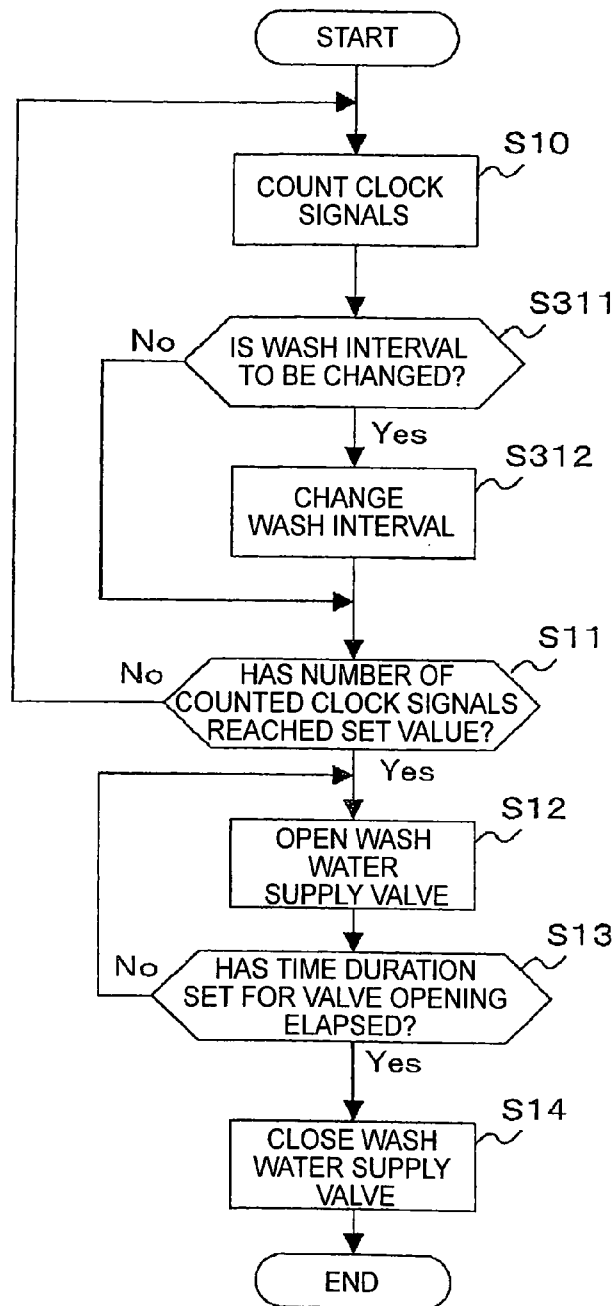 START
S10
COUNT CLOCK
SIGNALS
S311
No
IS WASH INTERVAL
TO BE CHANGED?
Yes
S312
CHANGE
WASH INTERVAL
S11
No
HAS NUMBER OF
COUNTED CLOCK SIGNALS
REACHED SET VALUE?
Yes
S12
OPEN WASH
WATER
SUPPLY VALVE
S13
No
HAS TIME DURATION
SET FOR VALVE OPENING
ELAPSED?
Yes
S14
CLOSE WASH
WATER SUPPLY
VALVE
END